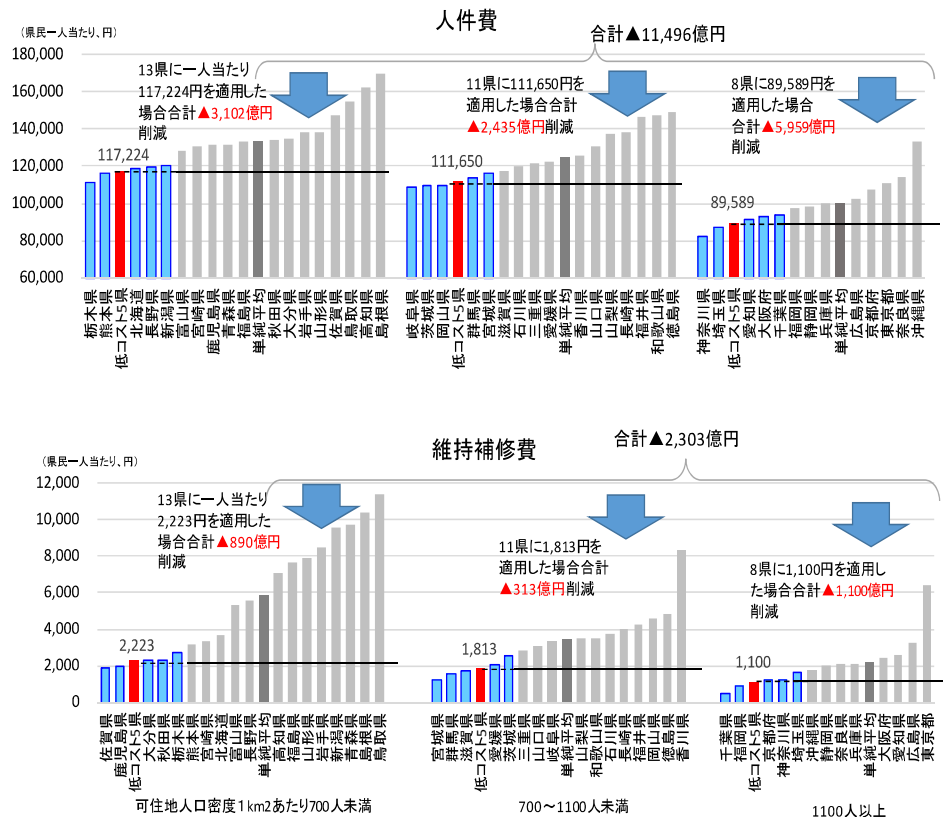 人件費
（県民一人当たり、円）
合計▲11,496億円
180,000
160,000
140,000
120,000
100,000
80,000
60,000
13県に一人当たり
117,224円を適用した
場合合計▲3,102億円
削減
11県に111,650円を
適用した場合合計
▲2,435億円削減
8県に89,589円を
適用した場合
合計▲5,959億円
削減
117,224
111,650
89,589
栃木県
熊本県
低コスト5県
北海道
長野県
新潟県
富山県
宮崎県
鹿児島県
青森県
福島県
単純平均
秋田県
大分県
岩手県
山形県
佐賀県
鳥取県
高知県
島根県
岐阜県
茨城県
岡山県
低コスト5県
群馬県
宮城県
滋賀県
石川県
三重県
愛媛県
単純平均
香川県
山口県
山梨県
長崎県
福井県
和歌山県
徳島県
神奈川県
埼玉県
低コスト5県
愛知県
大阪府
千葉県
福岡県
静岡県
兵庫県
単純平均
広島県
京都府
東京都
奈良県
沖縄県
維持補修費
（県民一人当たり、円）
合計▲2,303億円
12,000
10,000
8,000
6,000
4,000
2,000
0
13県に一人当たり
2,223円を適用した
場合合計▲890億円
削減
11県に1,813円を
適用した場合合計
▲313億円削減
8県に1,100円を適用し
た場合合計▲1,100億円
削減
2,223
1,813
1,100
佐賀県
鹿児島県
低コスト5県
大分県
秋田県
栃木県
熊本県
宮崎県
北海道
富山県
長野県
単純平均
高知県
福島県
山形県
岩手県
新潟県
青森県
島根県
鳥取県
宮城県
群馬県
滋賀県
低コスト5県
愛媛県
茨城県
三重県
山口県
岐阜県
単純平均
山梨県
和歌山県
石川県
長崎県
福井県
岡山県
徳島県
香川県
千葉県
福岡県
低コスト5県
京都府
神奈川県
埼玉県
沖縄県
静岡県
奈良県
兵庫県
単純平均
大阪府
愛知県
広島県
東京都
可住地人口密度1km2あたり700人未満
700～1100人未満
1100人以上